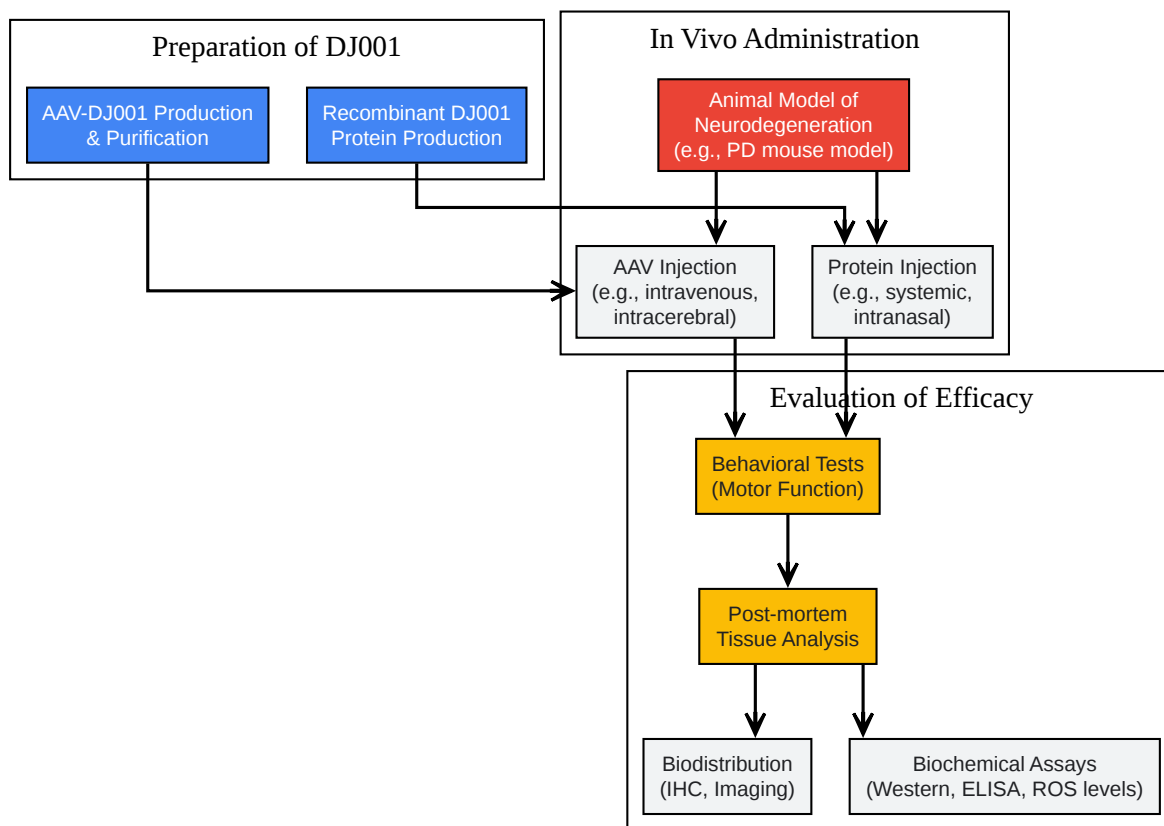 Preparation of DJ001
AAV-DJ001 Production
& Purification
Recombinant DJ001
Protein Production
In Vivo Administration
Animal Model of
Neurodegeneration
(e.g., PD mouse model)
AAV Injection
(e.g., intravenous,
intracerebral)
Protein Injection
(e.g., systemic,
intranasal)
Evaluation of Efficacy
Behavioral Tests
(Motor Function)
Post-mortem
Tissue Analysis
Biodistribution
(IHC, Imaging)
Biochemical Assays
(Western, ELISA, ROS levels)